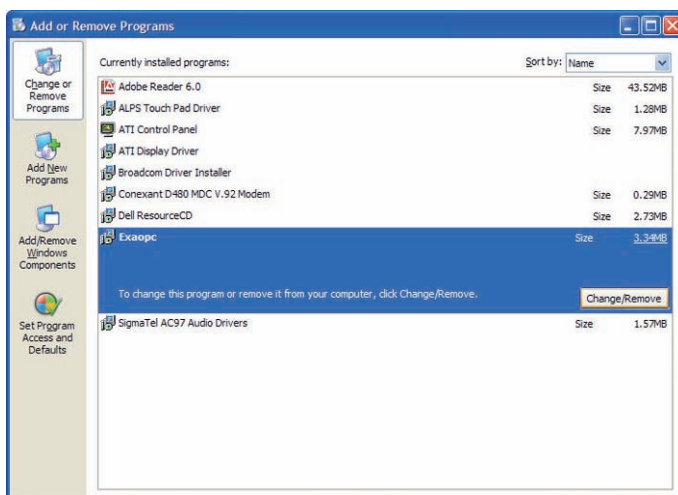 Add or Remove Programs
Change or
Remove
Programs
Add New
Programs
Add/Remove
Windows
Components
Set Program
Access and
Defaults
Currently installed programs:
Sort by: Name
Adobe Reader 6.0 Size 43.52MB
ALPS Touch Pad Driver Size 1.28MB
ATI Control Panel Size 7.97MB
ATI Display Driver
Broadcom Driver Installer
Conexant D480 MDC V.92 Modem Size 0.29MB
Dell ResourceCD Size 2.73MB
Exaopc Size 3.34MB
To change this program or remove it from your computer, click Change/Remove.
Change/Remove
SigmaTel AC97 Audio Drivers Size 1.57MB